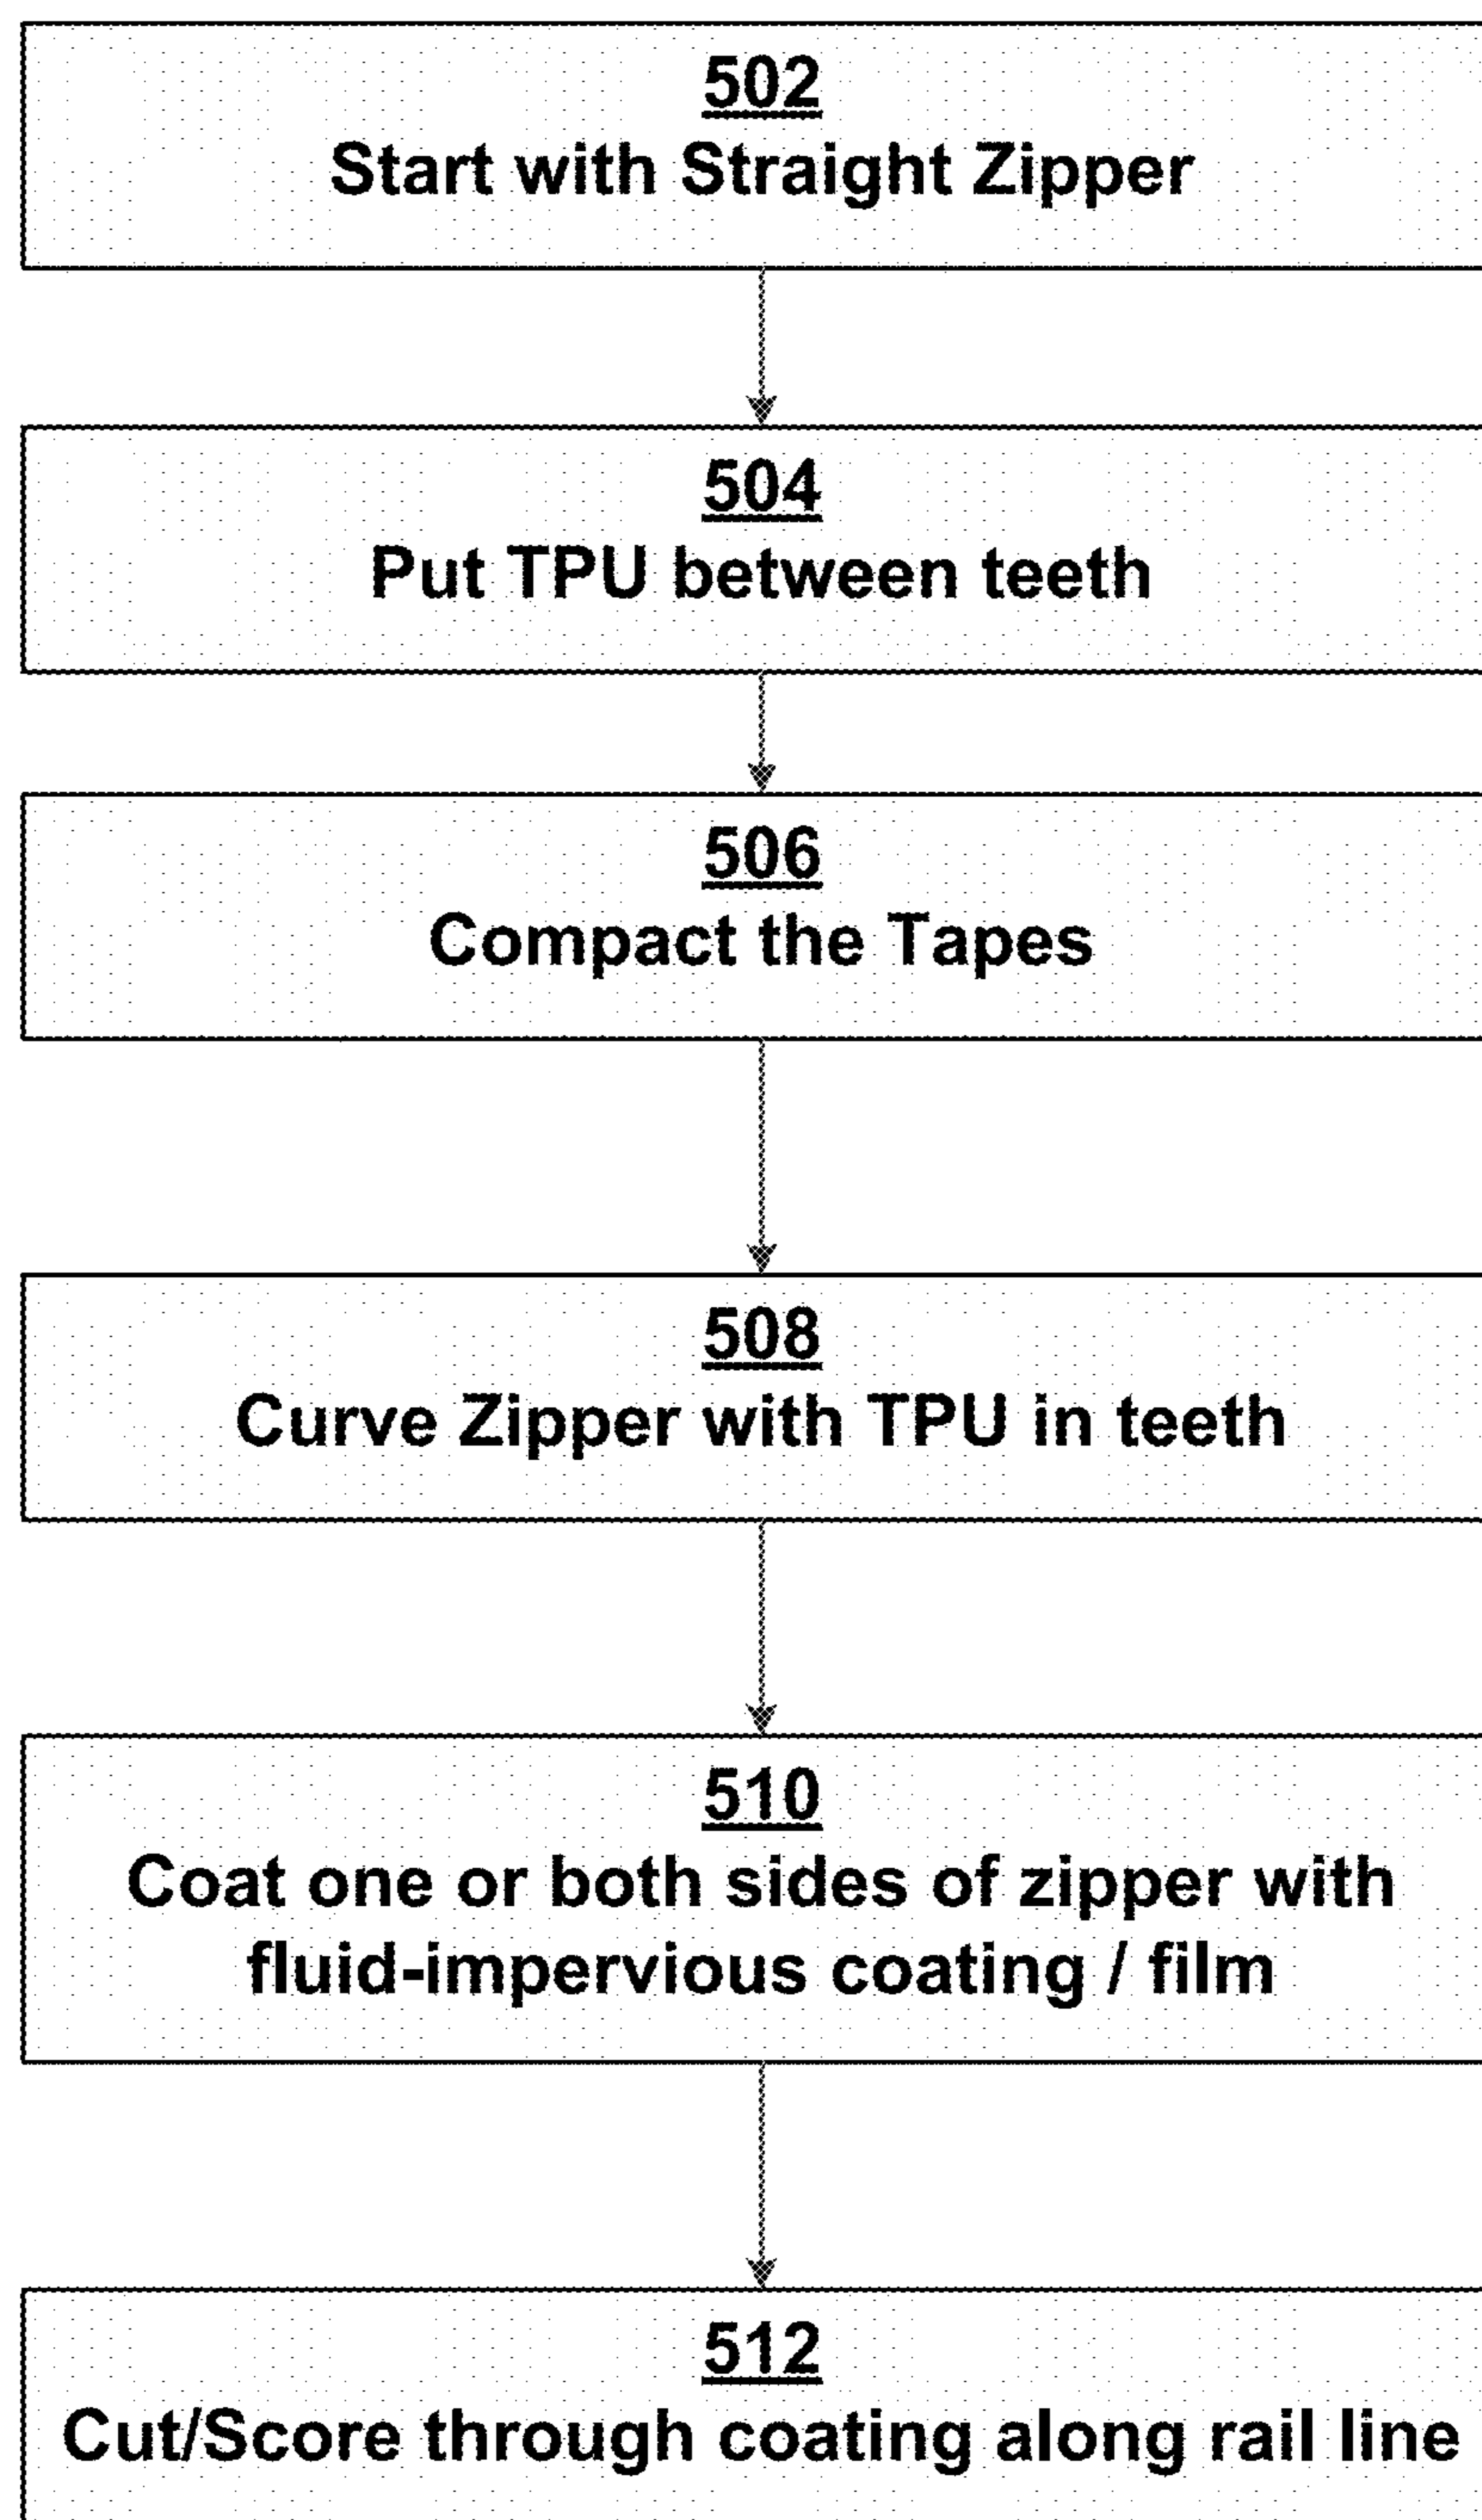 502
Start with Straight Zipper
504
Put TPU between teeth
506
Compact the Tapes
508
Curve Zipper with TPU in teeth
510
Coat one or both sides of zipper with
fluid-impervious coating / film
512
Cut/Score through coating along rail line